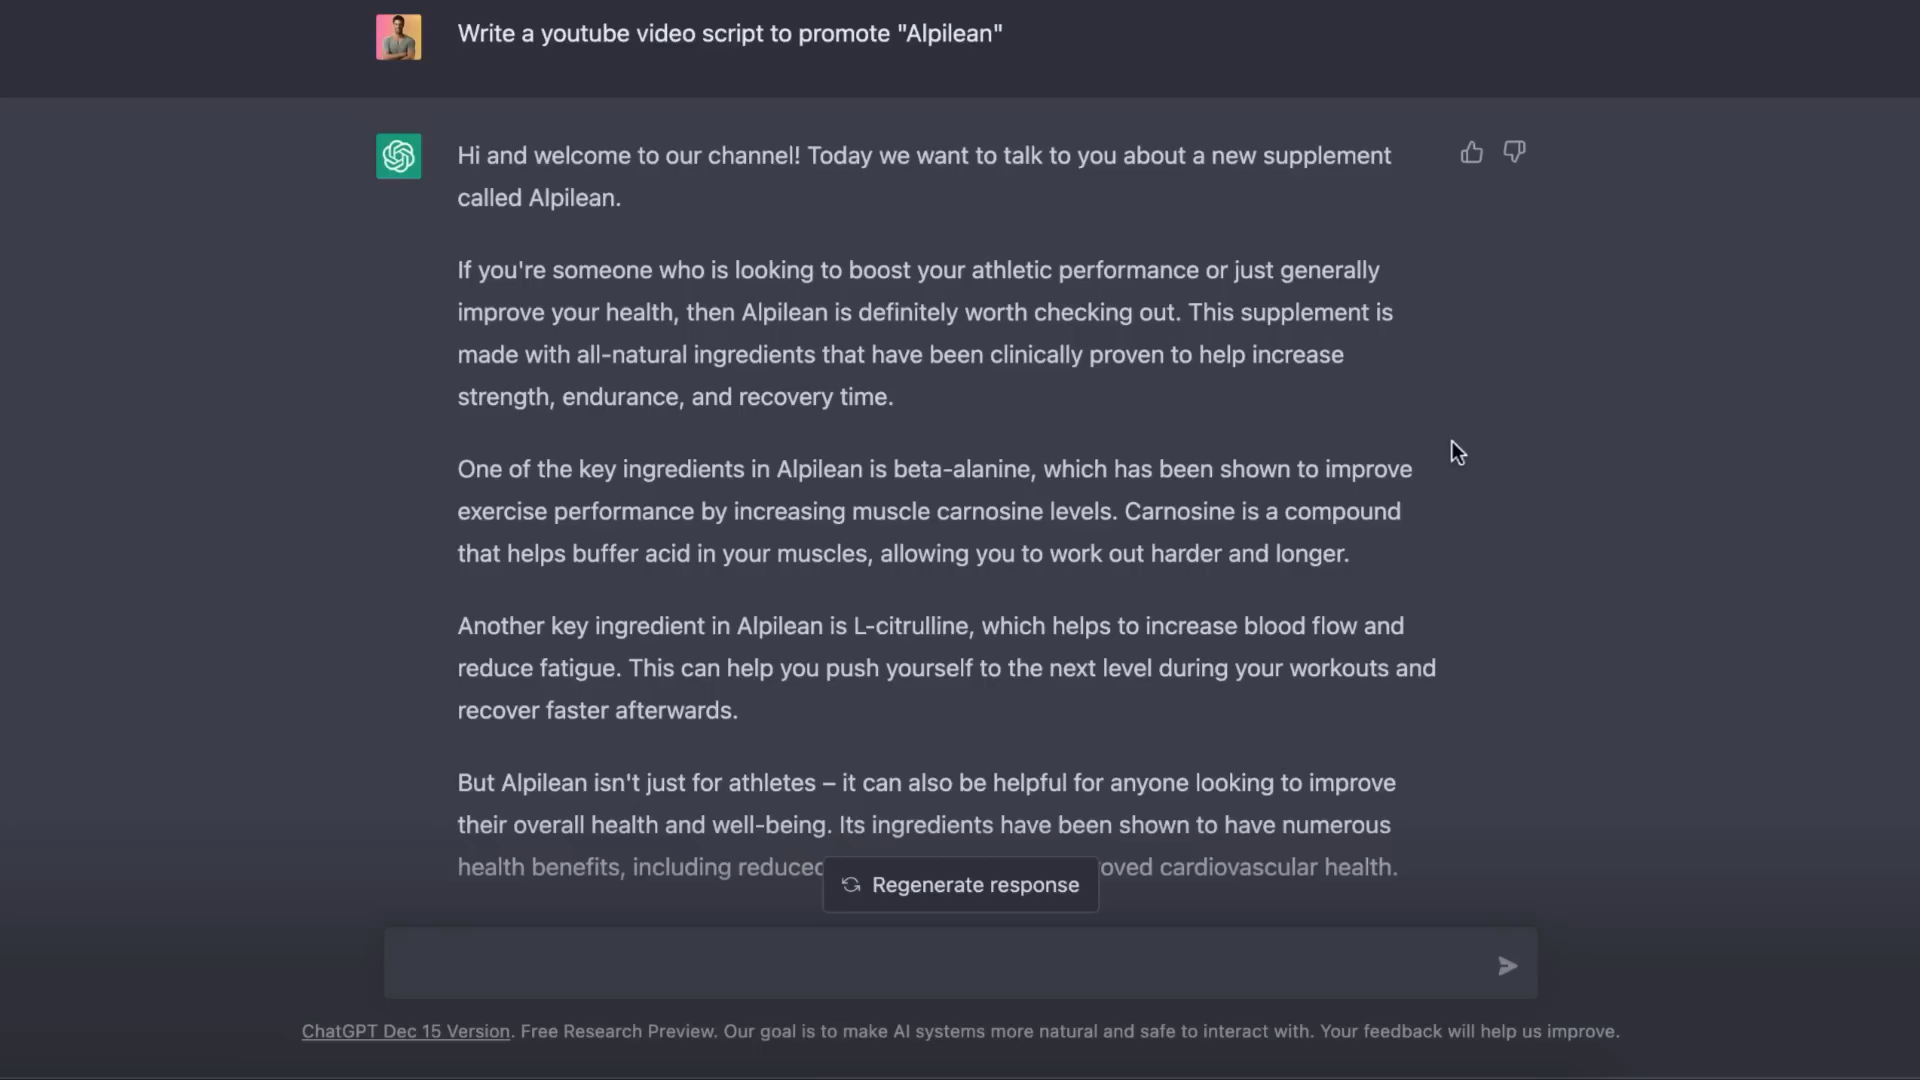 Write a youtube video script to promote "Alpilean"
Hi and welcome to our channel! Today we want to talk to you about a new supplement
called Alpilean.
If you're someone who is looking to boost your athletic performance or just generally
improve your health, then Alpilean is definitely worth checking out. This supplement is
made with all-natural ingredients that have been clinically proven to help increase
strength, endurance, and recovery time.
One of the key ingredients in Alpilean is beta-alanine, which has been shown to improve
exercise performance by increasing muscle carnosine levels. Carnosine is a compound
that helps buffer acid in your muscles, allowing you to work out harder and longer.
Another key ingredient in Alpilean is L-citrulline, which helps to increase blood flow and
reduce fatigue. This can help you push yourself to the next level during your workouts and
recover faster afterwards.
But Alpilean isn't just for athletes – it can also be helpful for anyone looking to improve
their overall health and well-being. Its ingredients have been shown to have numerous
health benefits, including cardiovascular health.
Regenerate response
ChatGPT Dec 15 Version. Free Research Preview. Our goal is to make AI systems more natural and safe to interact with. Your feedback will help us improve.